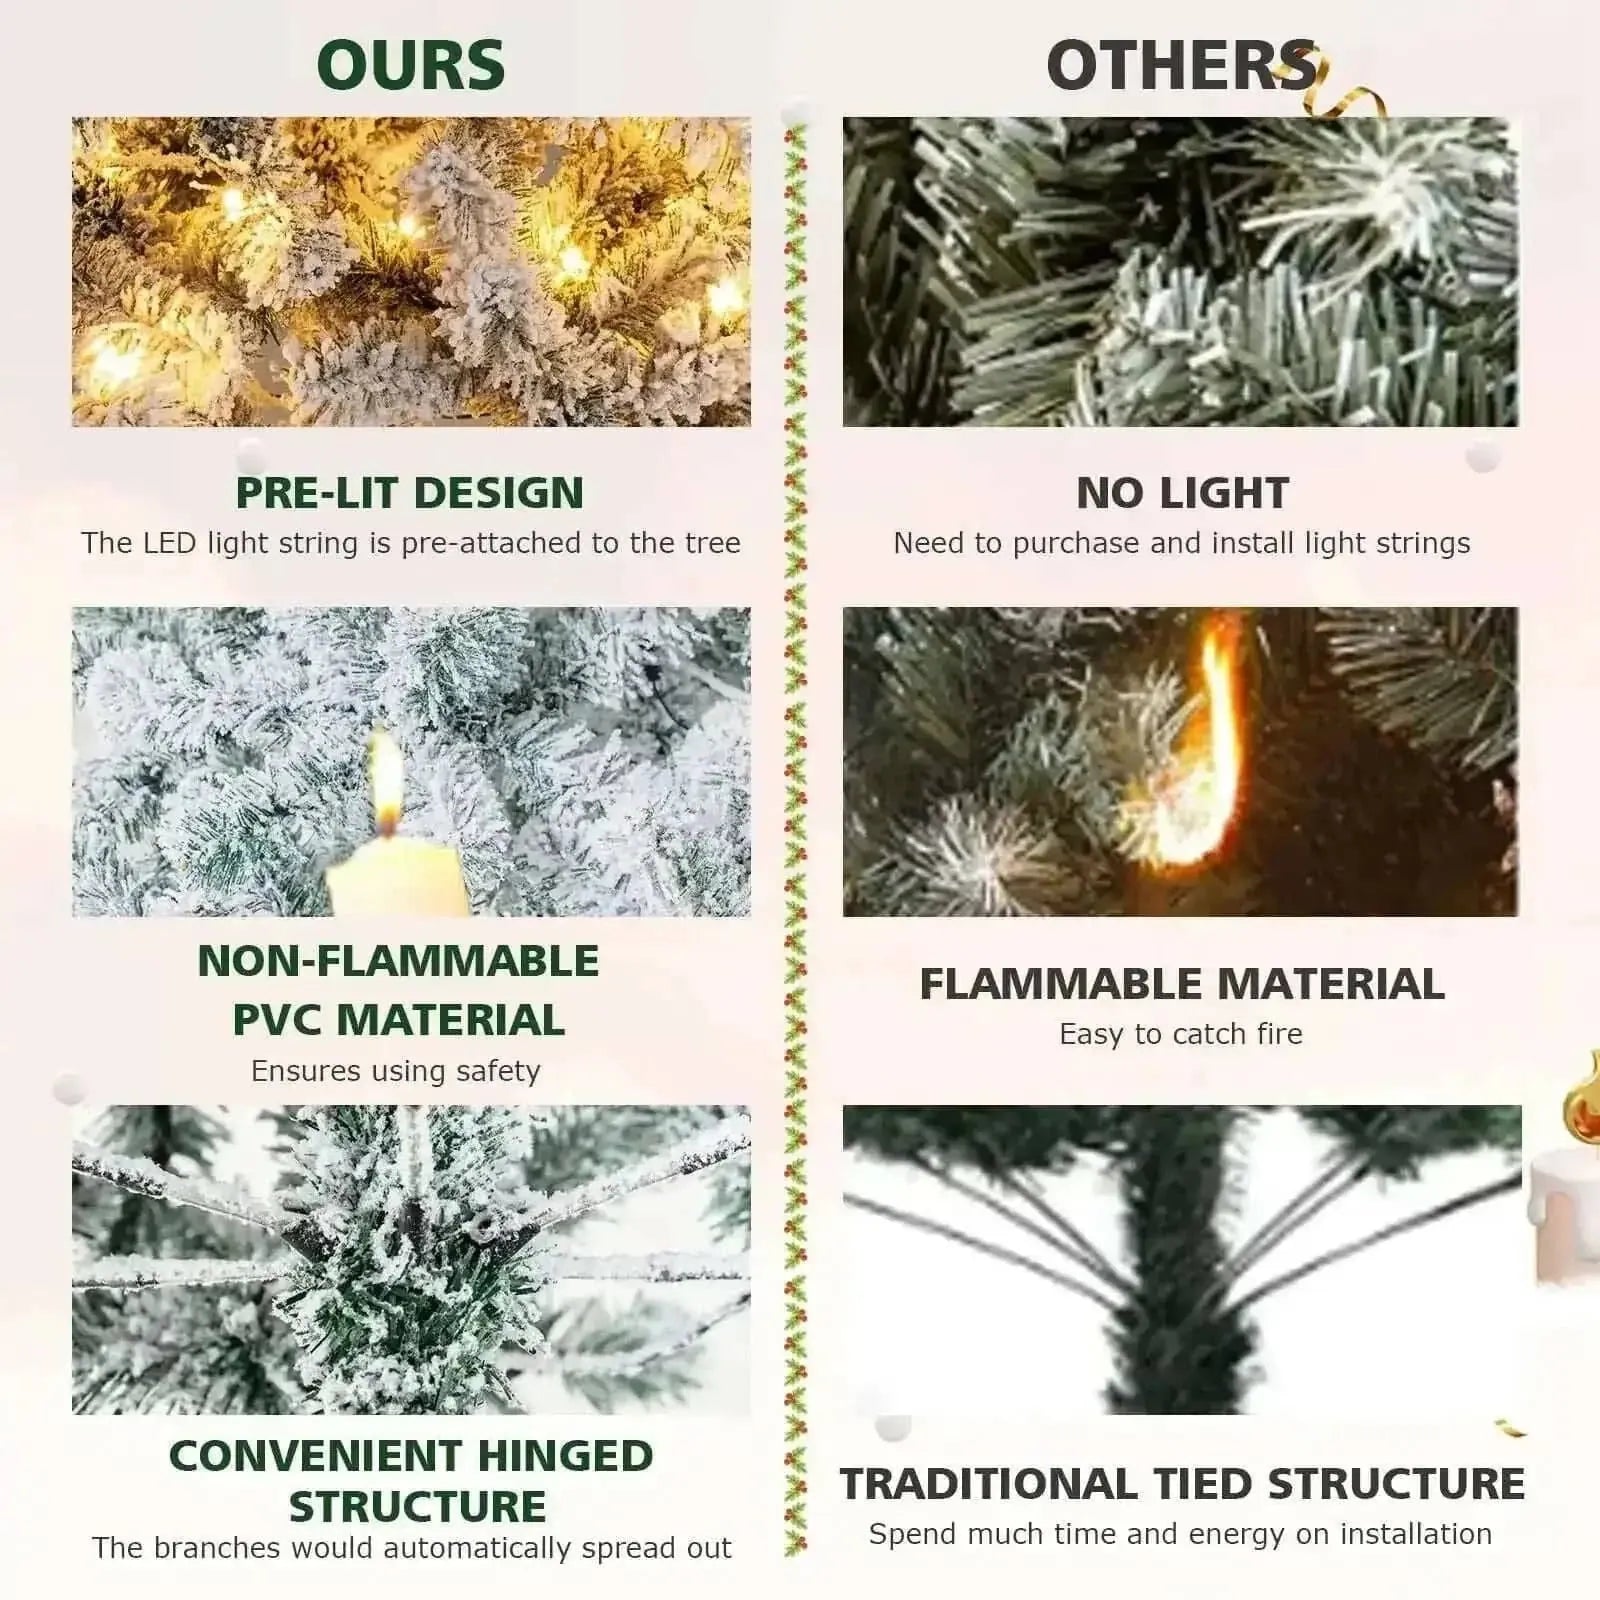 OURS
OTHERS
PRE-LIT DESIGN
The LED light string is pre-attached to the tree
NO LIGHT
Need to purchase and install light strings
NON-FLAMMABLE
PVC MATERIAL
Ensures using safety
FLAMMABLE MATERIAL
Easy to catch fire
CONVENIENT HINGED
STRUCTURE
The branches would automatically spread out
TRADITIONAL TIED STRUCTURE
Spend much time and energy on installation